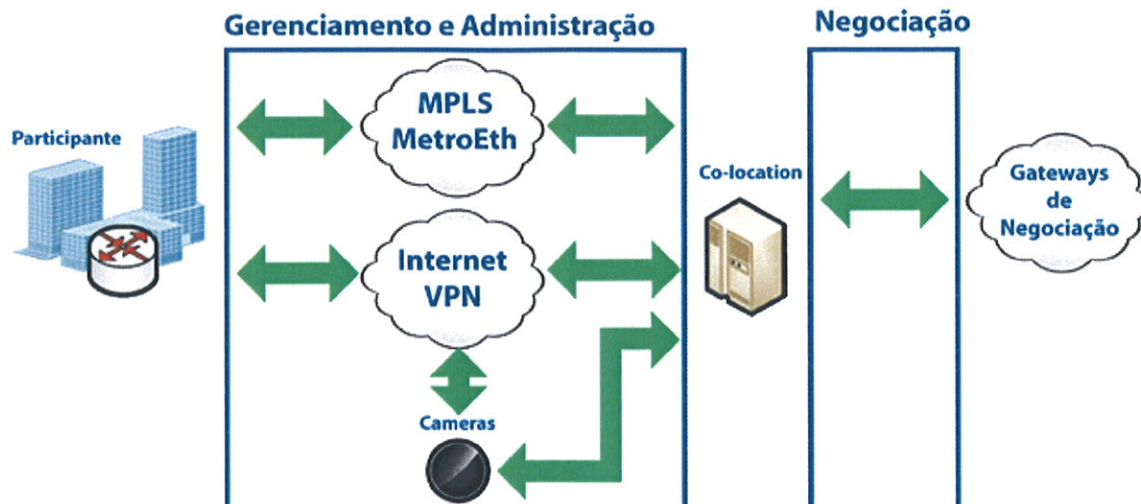 Gerenciamento e Administração
Negociação
Participante
MPLS
MetroEth
Co-location
Gateways
de
Negociação
Internet
VPN
Cameras